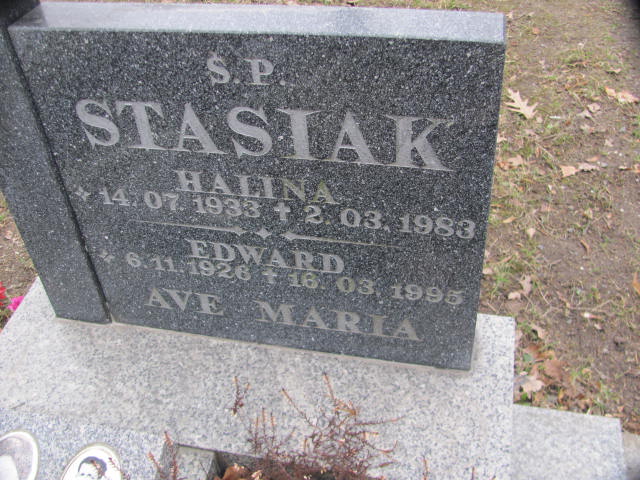 Ś.P.
STASIAK
HALINA
14.07 1933 ✝ 2.03.1983
EDWARD
6.11.1926 ✝ 16.03.1995
AVE MARIA